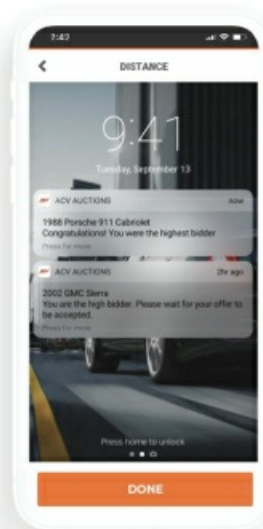 2:42
DISTANCE
9:41
Tuesday, September 13
ACV AUCTIONS now
1988 Porsche 911 Cabriolet
Congratulations! You were the highest bidder
Press for more
ACV AUCTIONS 2hr ago
2002 GMC Sierra
You are the high bidder. Please wait for your offer to
be accepted.
Press for more
Press home to unlock
DONE